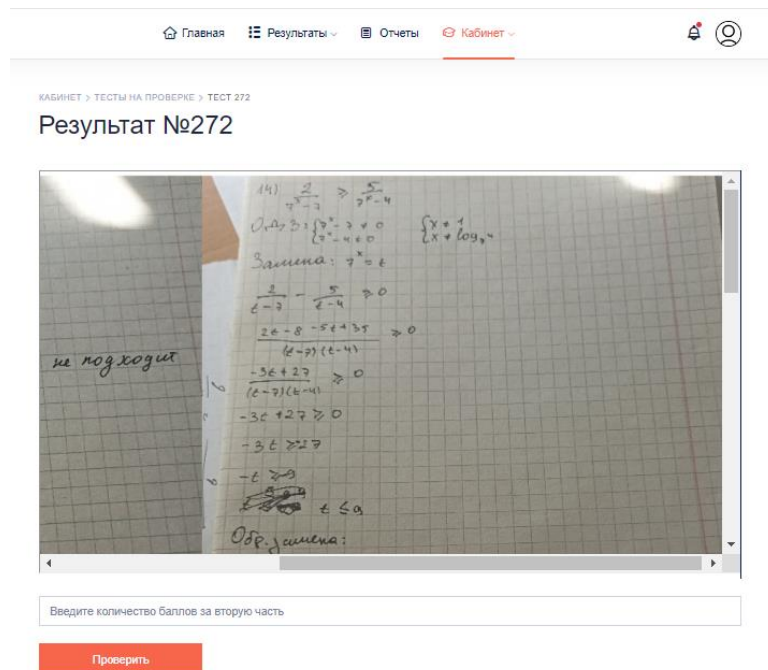 Главная Результаты Отчеты Кабинет
КАБИНЕТ > ТЕСТЫ НА ПРОВЕРКЕ > ТЕСТ 272
Результат №272
14) 2/(7^x-7) ≥ 5/(7^x-4)
О.Д.З: {7^x-7≠0 {x≠1
{7^x-4≠0 {x≠log₇4
Замена: 7^x=t
2/(t-7) - 5/(t-4) ≥0
(2t-8-5t+35)/((t-7)(t-4)) ≥0
не подходит
(-3t+27)/((t-7)(t-4)) ≥0
-3t+27≥0
-3t≥-27
-t≥-9
t≤9
Обр. замена:
Введите количество баллов за вторую часть
Проверить